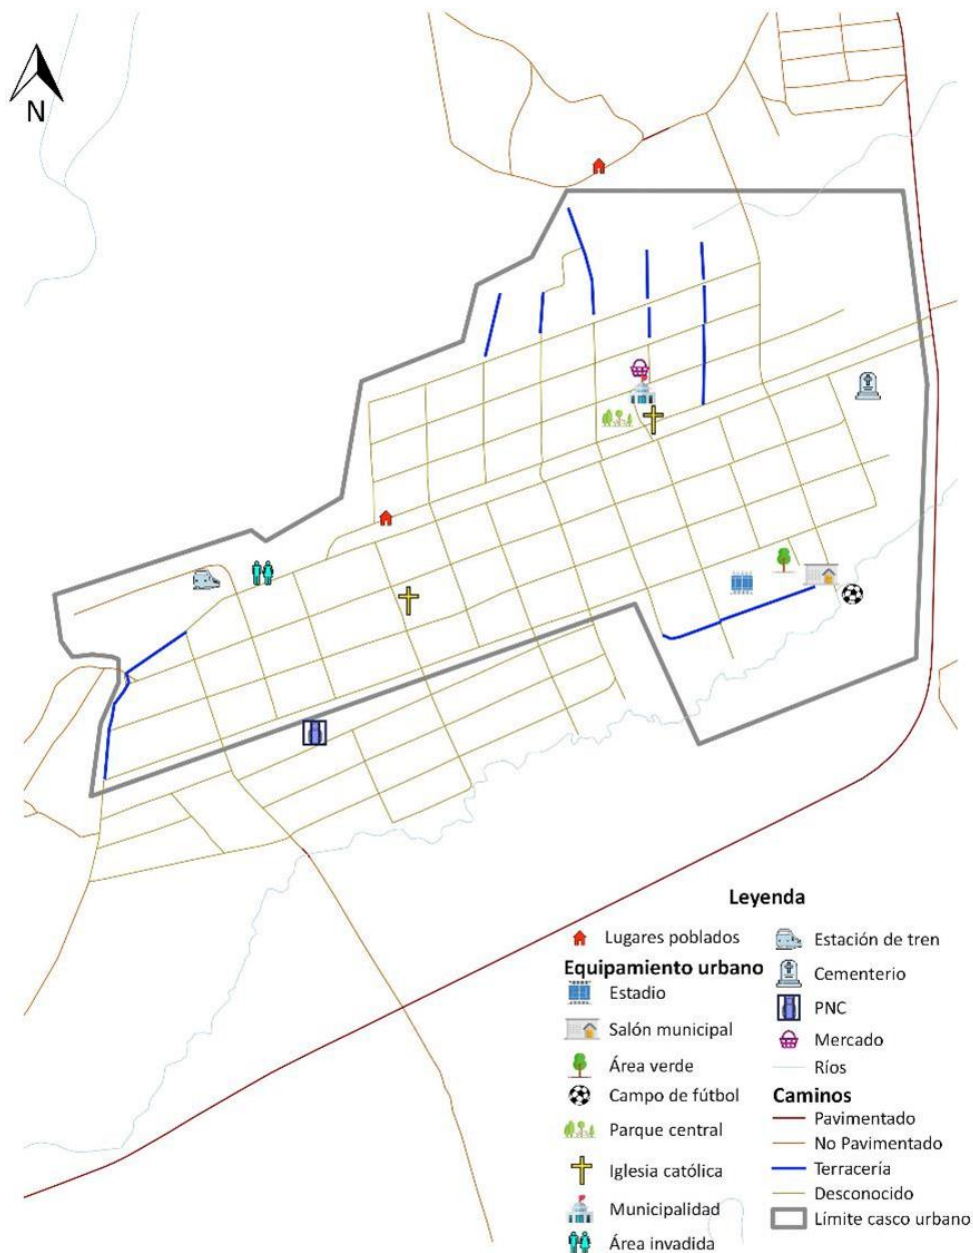 N
Leyenda
Lugares poblados
Equipamiento urbano
Estadio
Salón municipal
Área verde
Campo de fútbol
Parque central
Iglesia católica
Municipalidad
Área invadida
Estación de tren
Cementerio
PNC
Mercado
Ríos
Caminos
Pavimentado
No Pavimentado
Terracería
Desconocido
Límite casco urbano